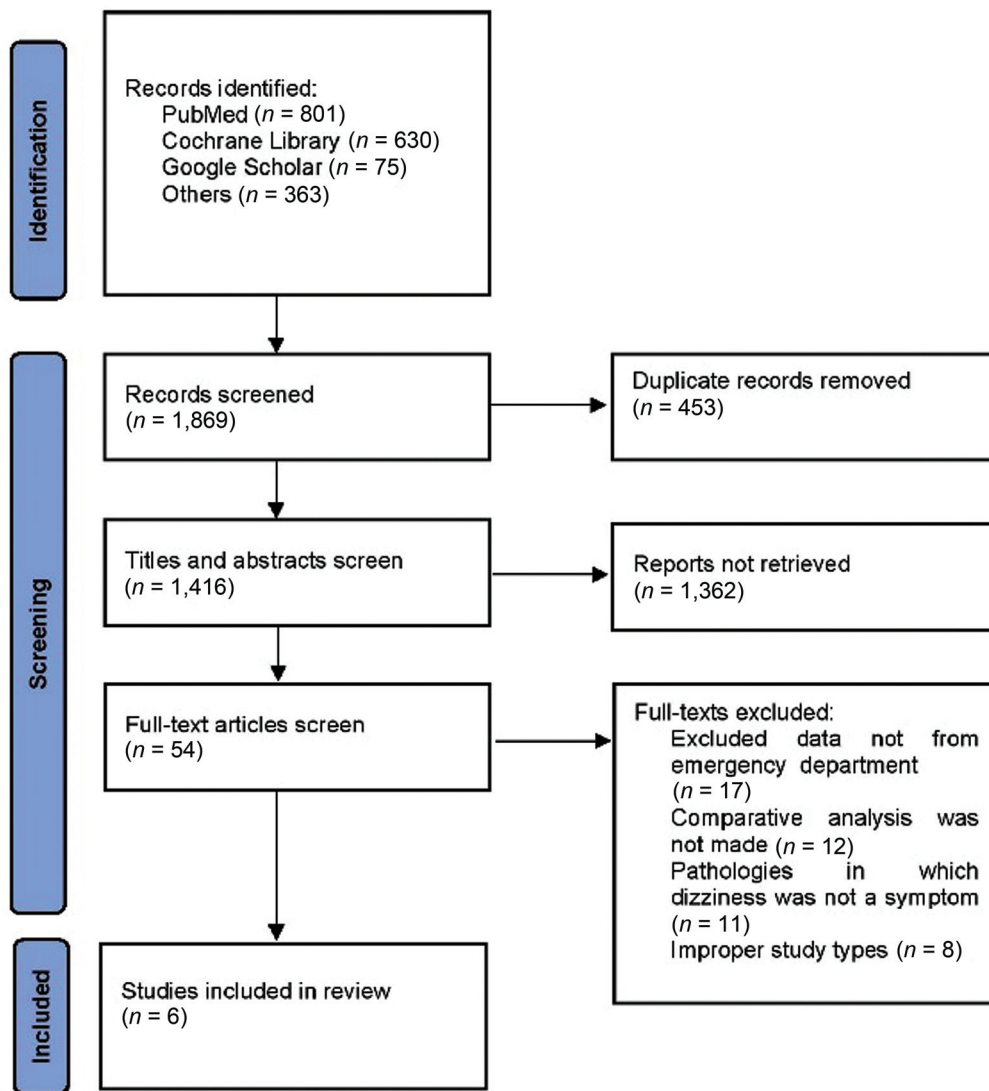 Identification
Records identified:
PubMed (n = 801)
Cochrane Library (n = 630)
Google Scholar (n = 75)
Others (n = 363)
Screening
Records screened
(n = 1,869)
Duplicate records removed
(n = 453)
Titles and abstracts screen
(n = 1,416)
Reports not retrieved
(n = 1,362)
Full-text articles screen
(n = 54)
Full-texts excluded:
Excluded data not from
emergency department
(n = 17)
Comparative analysis was
not made (n = 12)
Pathologies in which
dizziness was not a symptom
(n = 11)
Improper study types (n = 8)
Included
Studies included in review
(n = 6)